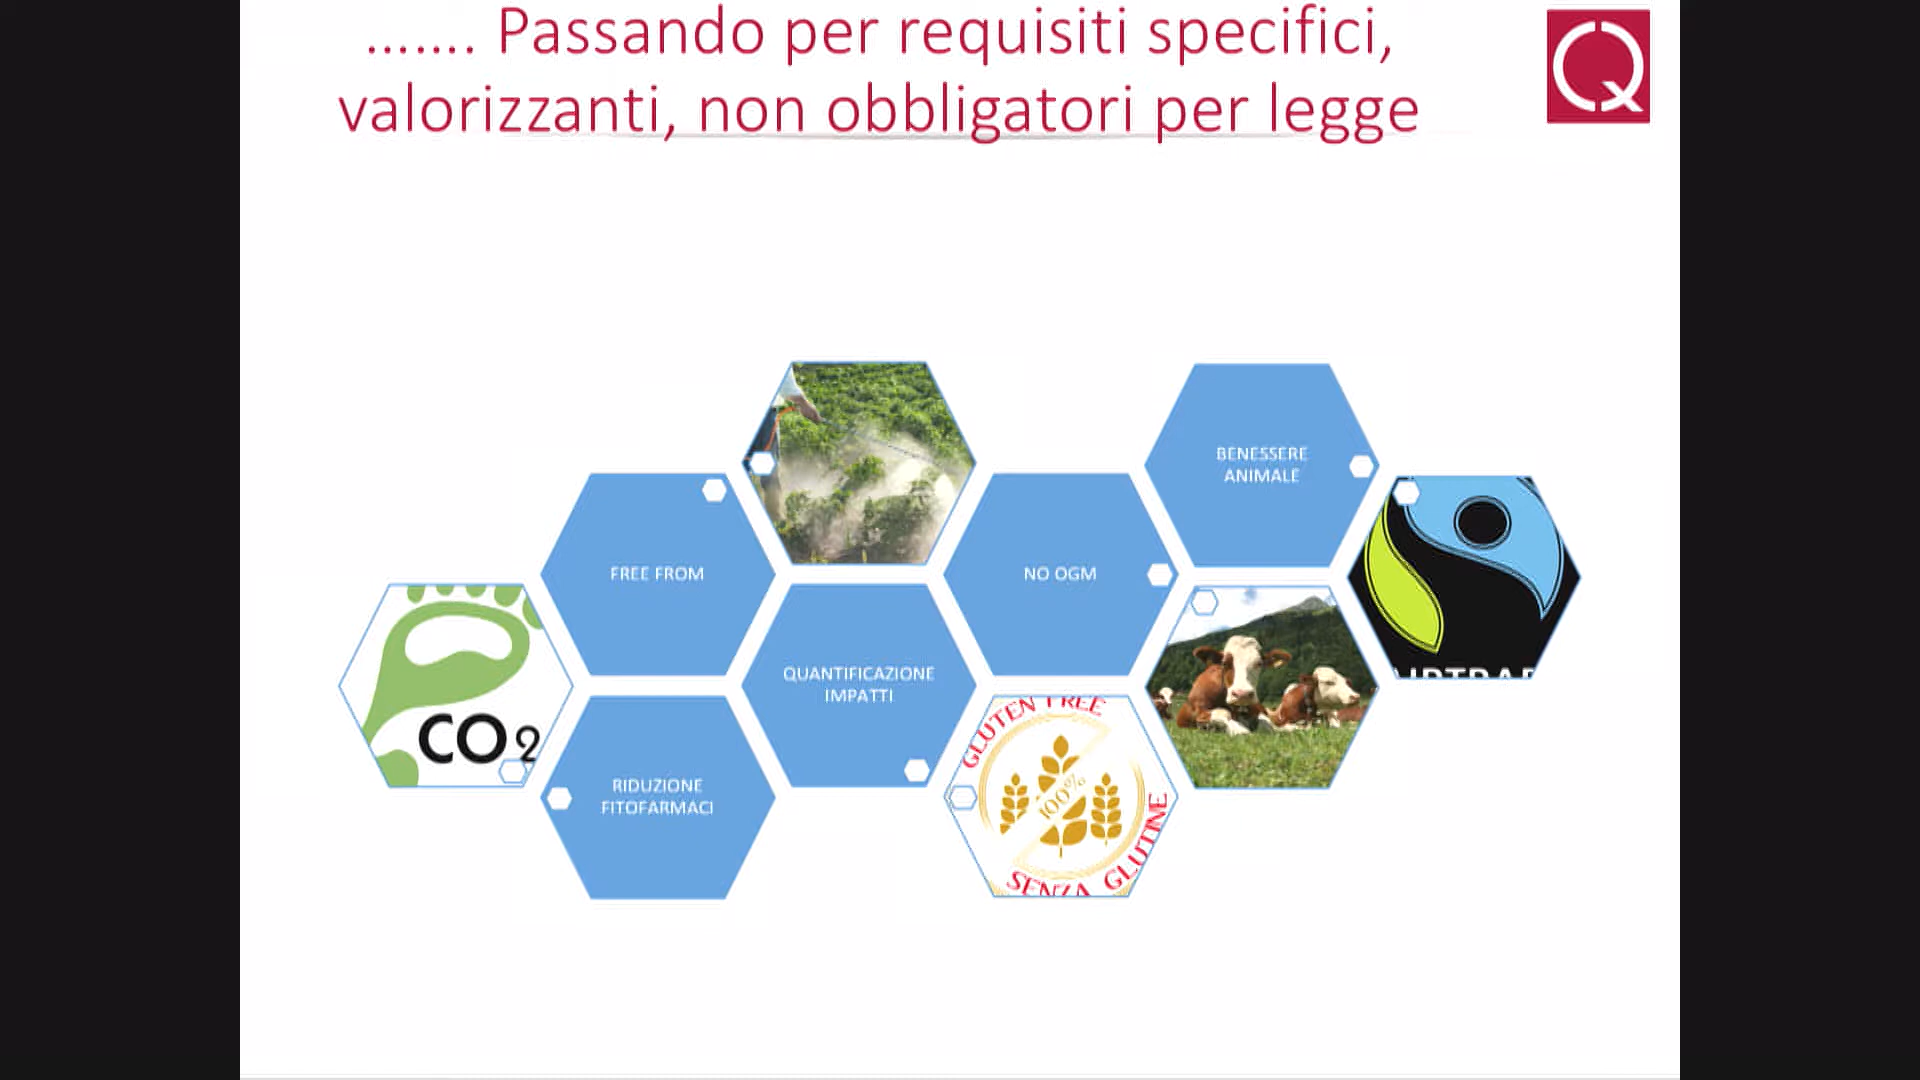 ....... Passando per requisiti specifici,
valorizzanti, non obbligatori per legge
BENESSERE
ANIMALE
FREE FROM
NO OGM
QUANTIFICAZIONE
IMPATTI
CO2
RIDUZIONE
FITOFARMACI
GLUTEN FREE
100%
SENZA GLUTINE